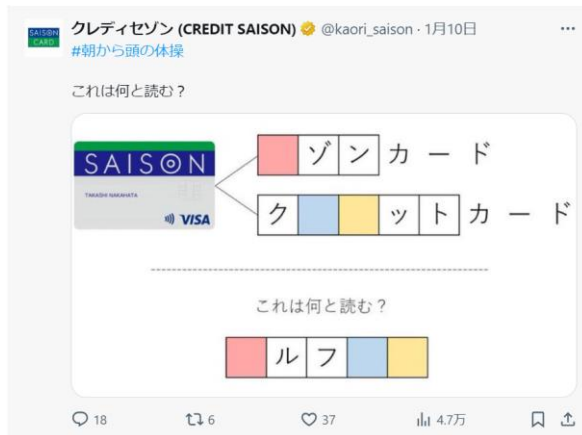 クレディセゾン (CREDIT SAISON) @kaori_saison · 1月10日
#朝から頭の体操
これは何と読む？
SAISON CARD
SAISON
TAKASHI NAKAHATA
VISA
ゾンカード
クットカード
これは何と読む？
ルフ
18 6 37 4.7万